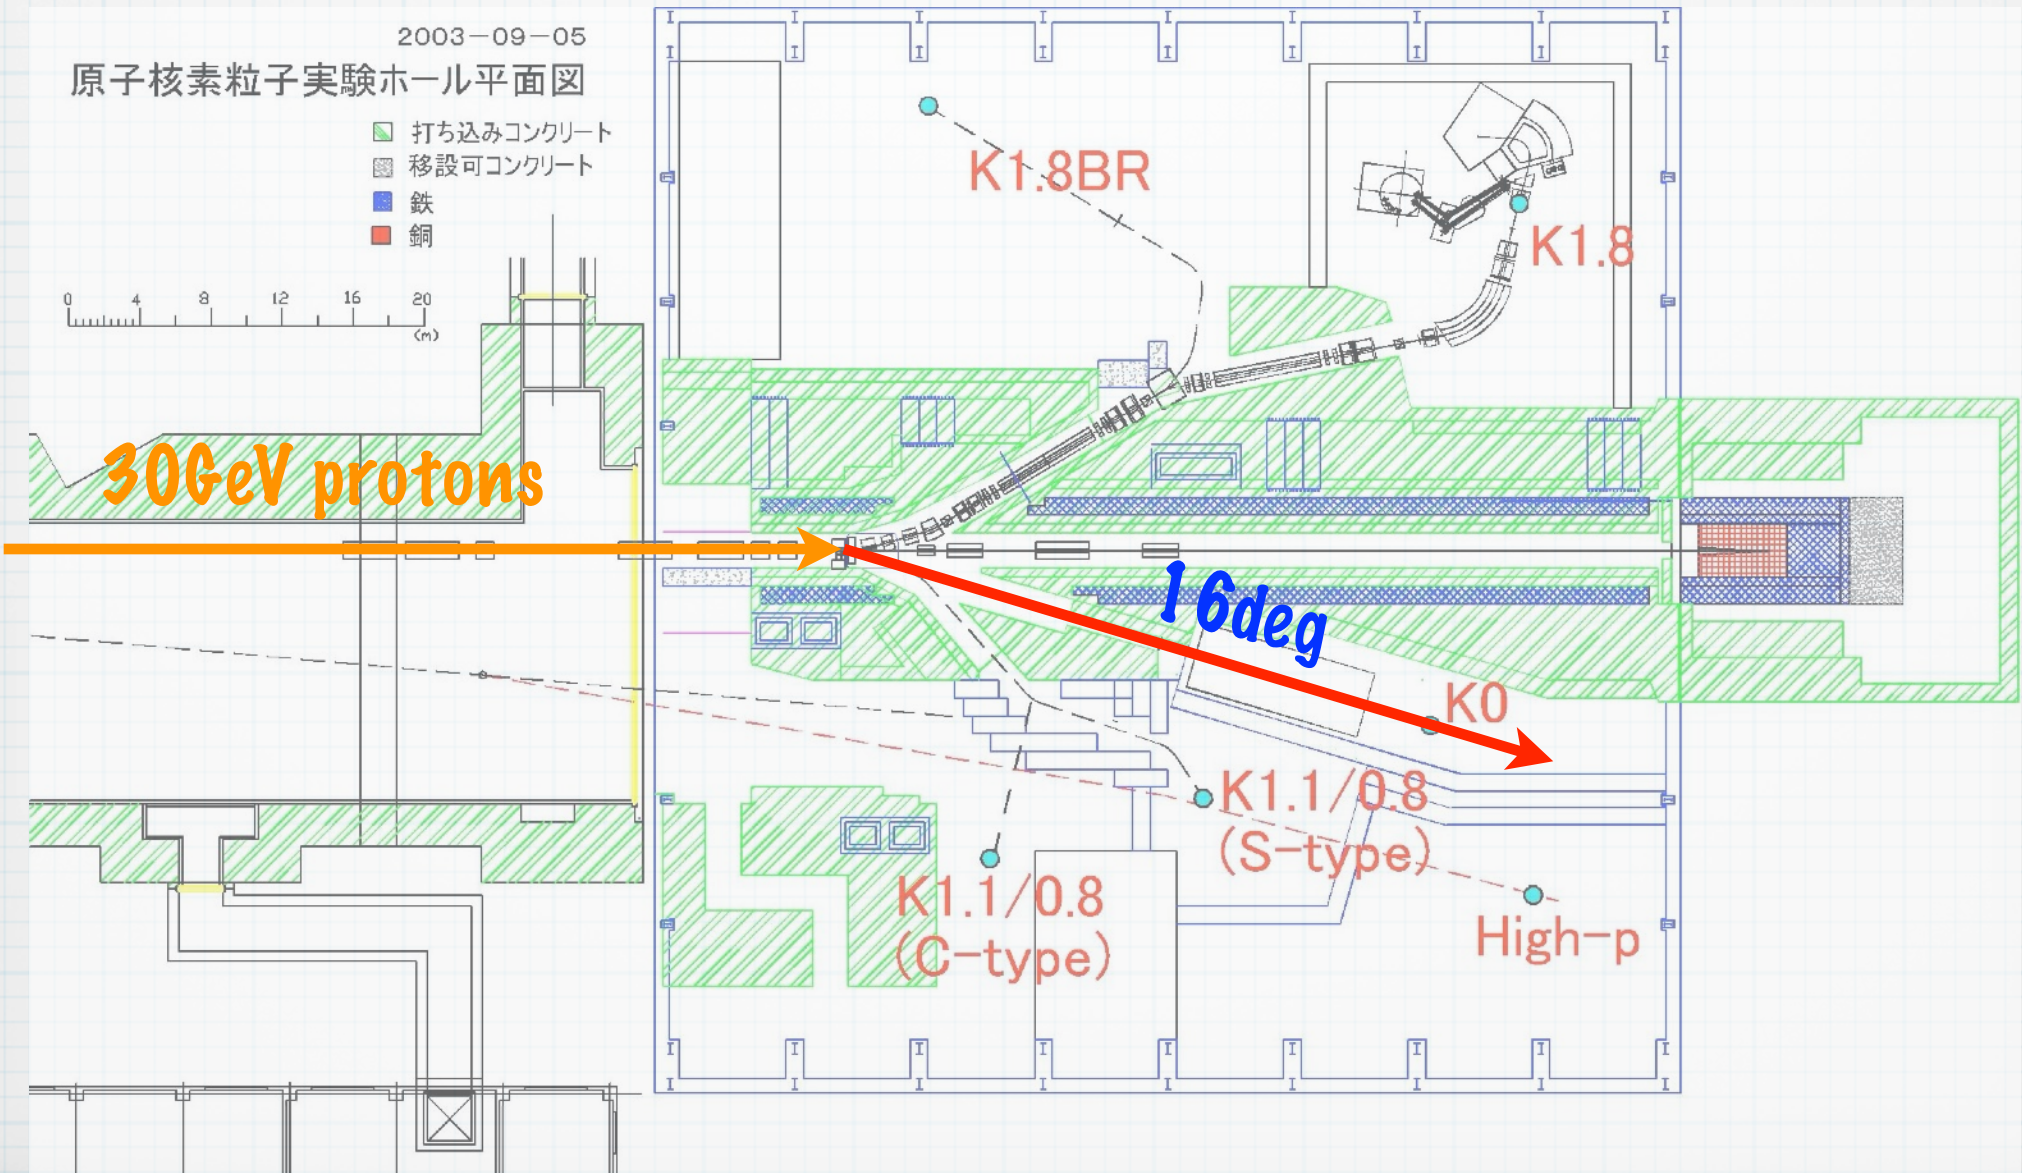 2003-09-05
原子核素粒子実験ホール平面図
打ち込みコンクリート
移設可コンクリート
鉄
銅
0 4 8 12 16 20
(m)
K1.8BR
K1.8
30GeV protons
16deg
K0
K1.1/0.8
(S-type)
K1.1/0.8
(C-type)
High-p